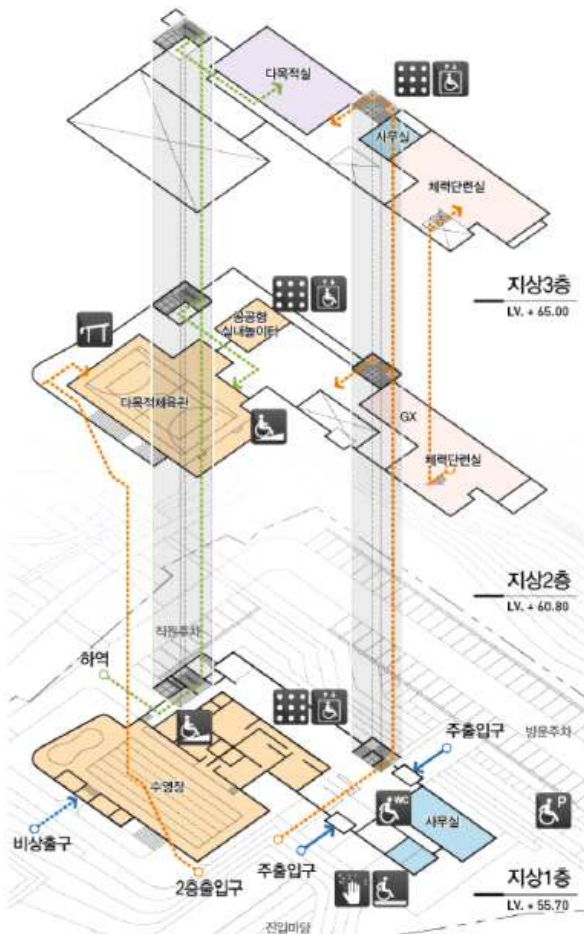 다목적실
사무실
체력단련실
지상3층
LV. + 65.00
공공형
실내놀이터
다목적체육관
GX
체력단련실
지상2층
LV. + 60.80
직원주차
하역
주출입구
방문주차
수영장
WC
P
사무실
비상출구
2층출입구
주출입구
지상1층
LV. + 55.70
진입마당